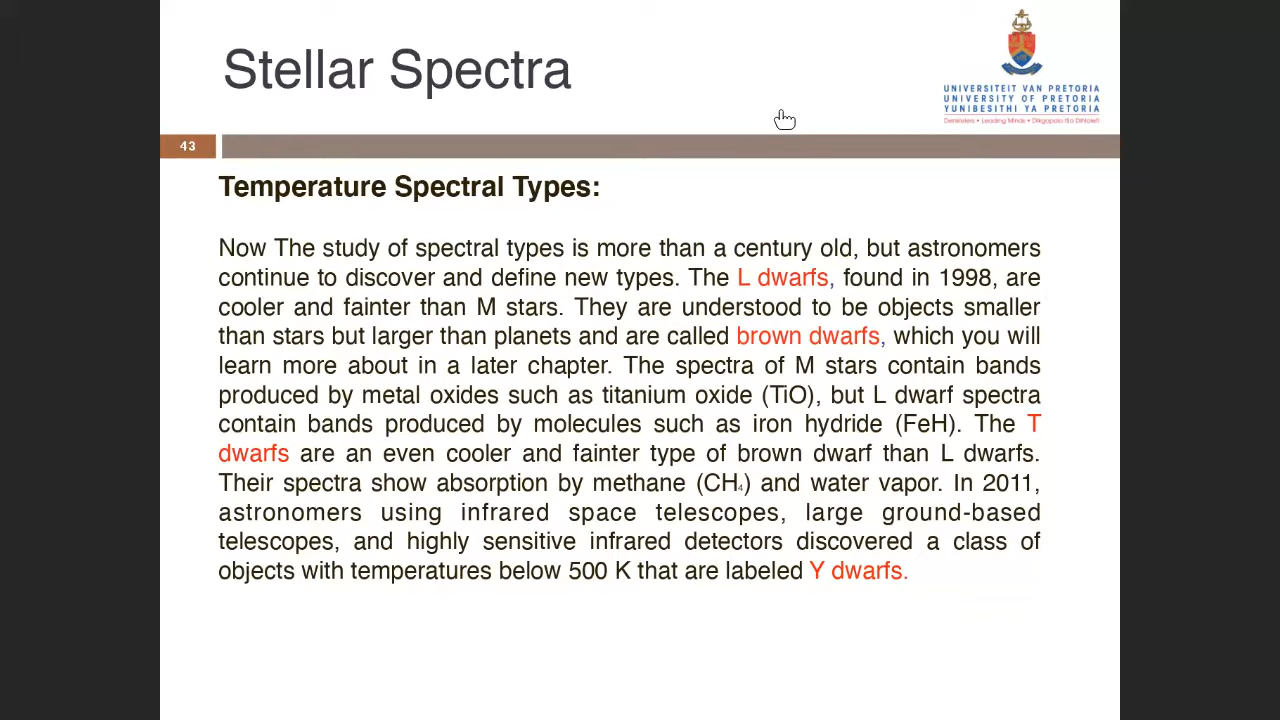 Stellar Spectra
UNIVERSITEIT VAN PRETORIA
UNIVERSITY OF PRETORIA
YUNIBESITHI YA PRETORIA
43
Temperature Spectral Types:
Now The study of spectral types is more than a century old, but astronomers
continue to discover and define new types. The L dwarfs, found in 1998, are
cooler and fainter than M stars. They are understood to be objects smaller
than stars but larger than planets and are called brown dwarfs, which you will
learn more about in a later chapter. The spectra of M stars contain bands
produced by metal oxides such as titanium oxide (TiO), but L dwarf spectra
contain bands produced by molecules such as iron hydride (FeH). The T
dwarfs are an even cooler and fainter type of brown dwarf than L dwarfs.
Their spectra show absorption by methane (CH₄) and water vapor. In 2011,
astronomers using infrared space telescopes, large ground-based
telescopes, and highly sensitive infrared detectors discovered a class of
objects with temperatures below 500 K that are labeled Y dwarfs.